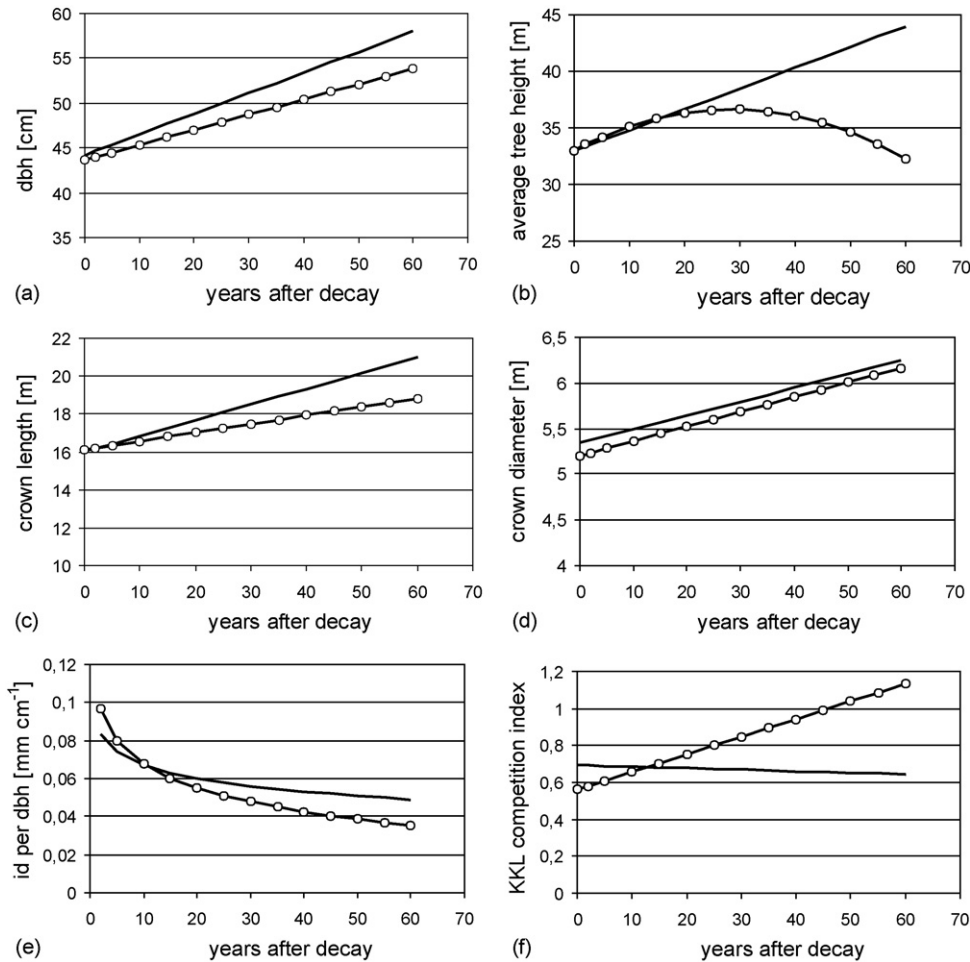 60
55
50
45
40
35
dbh [cm]
0 10 20 30 40 50 60 70
(a) years after decay
45
40
35
30
25
average tree height [m]
0 10 20 30 40 50 60 70
(b) years after decay
22
20
18
16
14
12
10
crown length [m]
0 10 20 30 40 50 60 70
(c) years after decay
6,5
6
5,5
5
4,5
4
crown diameter [m]
0 10 20 30 40 50 60 70
(d) years after decay
0,12
0,1
0,08
0,06
0,04
0,02
0
id per dbh [mm cm⁻¹]
0 10 20 30 40 50 60 70
(e) years after decay
1,2
1
0,8
0,6
0,4
0,2
0
KKL competition index
0 10 20 30 40 50 60 70
(f) years after decay